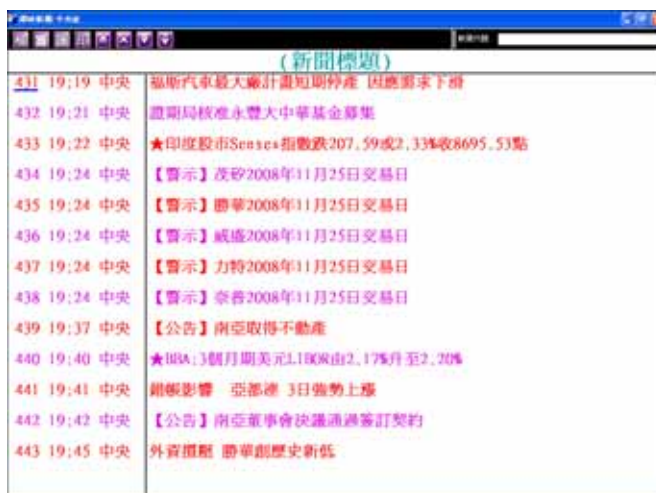 (新聞標題)
431 19:19 中央 福斯汽車最大廠計畫短期停產 因應需求下滑
432 19:21 中央 證期局核准永豐大中華基金募集
433 19:22 中央 ★印度股市Sensex指數跌207.59或2.33%收8695.53點
434 19:24 中央 【警示】茂矽2008年11月25日交易日
435 19:24 中央 【警示】勝華2008年11月25日交易日
436 19:24 中央 【警示】威盛2008年11月25日交易日
437 19:24 中央 【警示】力特2008年11月25日交易日
438 19:24 中央 【警示】奈普2008年11月25日交易日
439 19:37 中央 【公告】南亞取得不動產
440 19:40 中央 ★BBA:3個月期美元LIBOR由2.17%升至2.20%
441 19:41 中央 銷帳影響 亞都達 3日強勢上漲
442 19:42 中央 【公告】南亞董事會決議通過簽訂契約
443 19:45 中央 外資摜壓 勝華創歷史新低